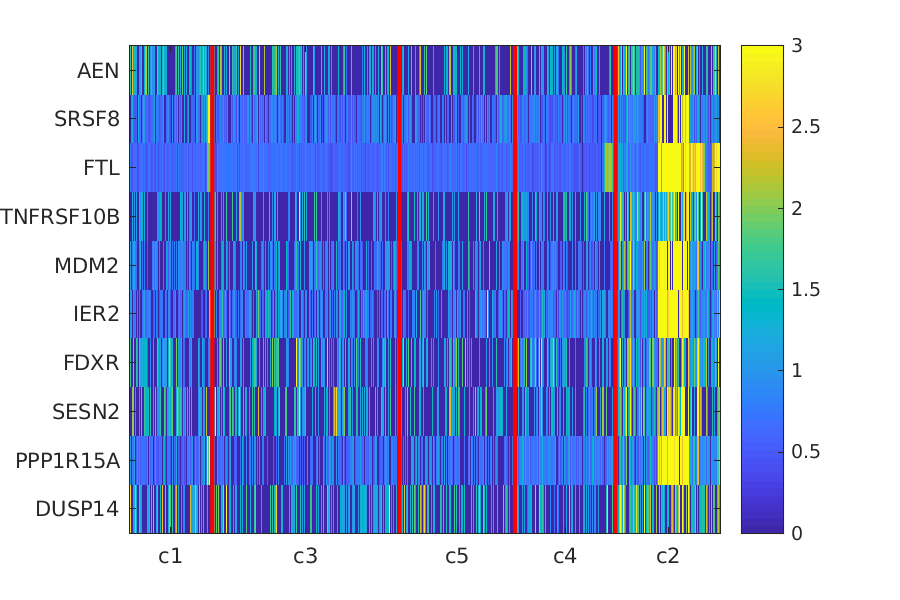 AEN
SRSF8
FTL
TNFRSF10B
MDM2
IER2
FDXR
SESN2
PPP1R15A
DUSP14
c1 c3 c5 c4 c2
3
2.5
2
1.5
1
0.5
0